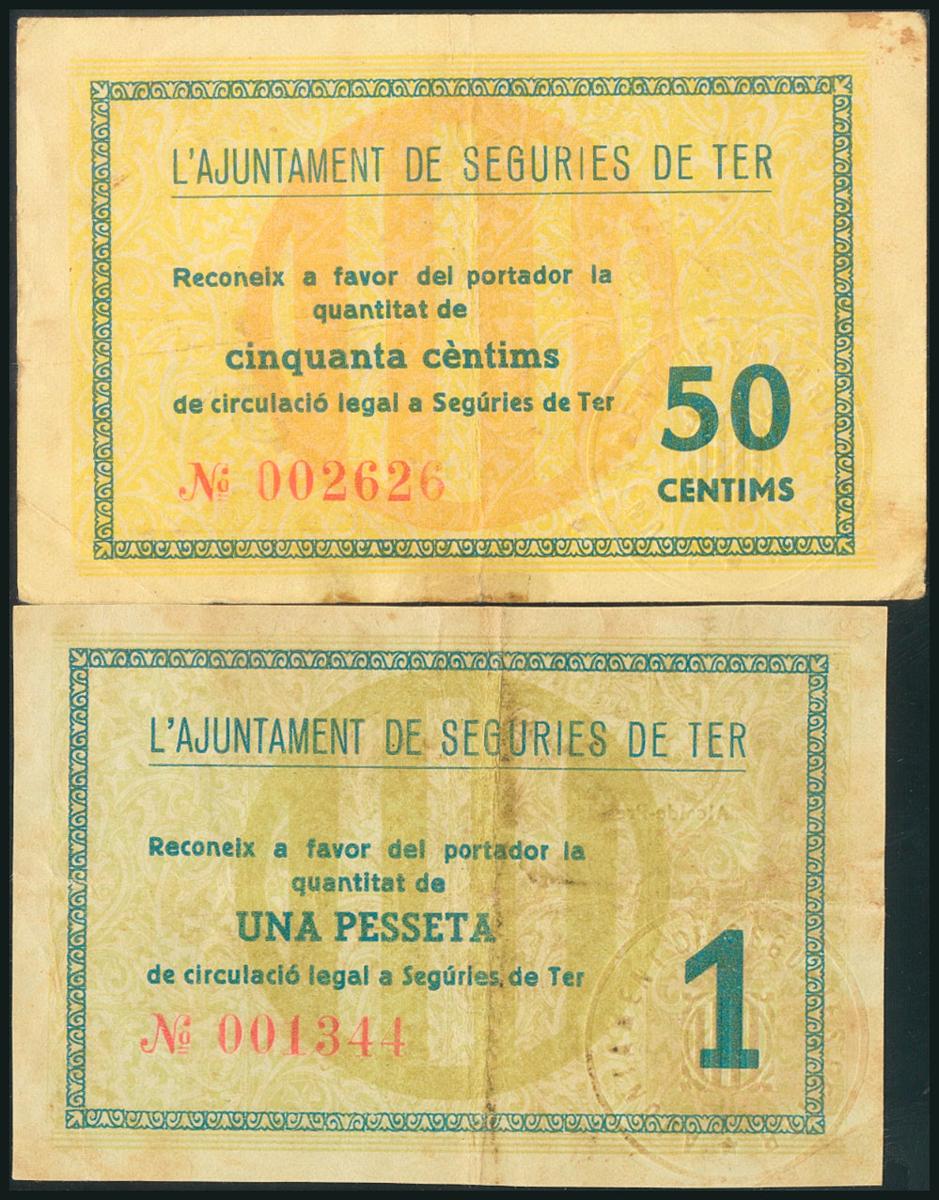 L'AJUNTAMENT DE SEGURIES DE TER
Reconeix a favor del portador la
quantitat de
cinquanta cèntims
de circulació legal a Segúries de Ter
Nº 002626
50
CENTIMS
L'AJUNTAMENT DE SEGURIES DE TER
Reconeix a favor del portador la
quantitat de
UNA PESSETA
de circulació legal a Segúries de Ter
Nº 001344
1